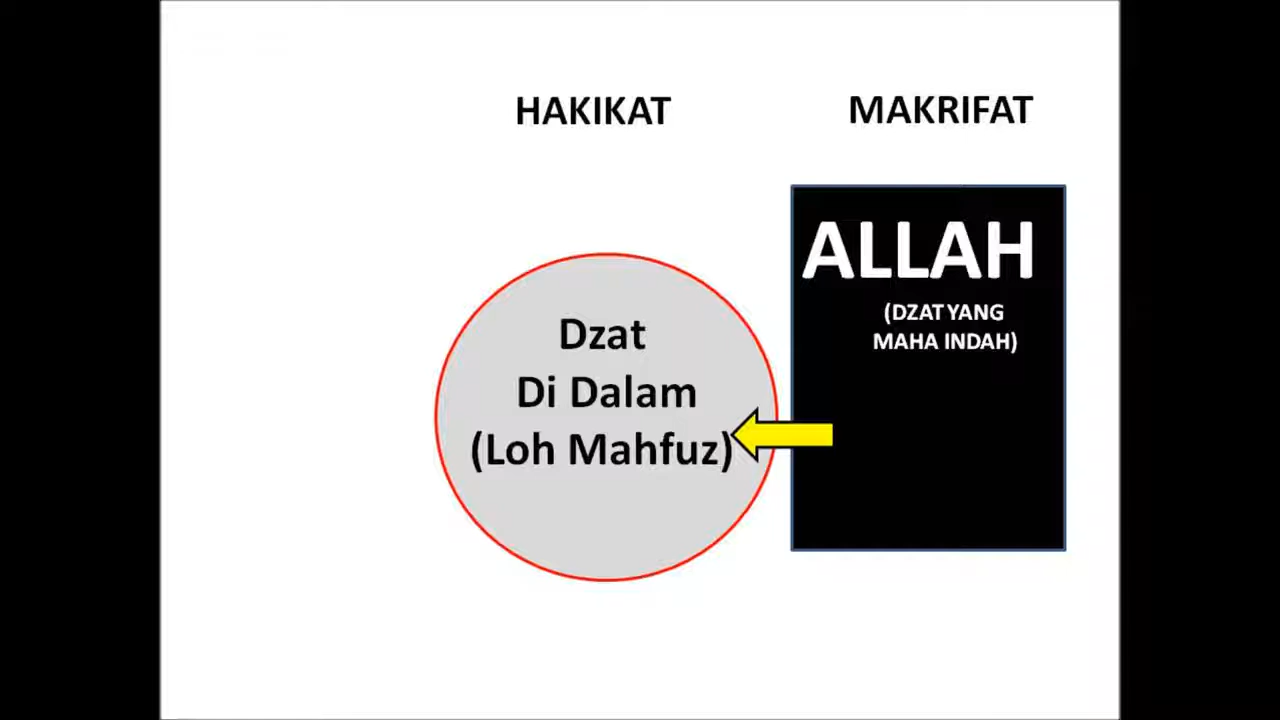 HAKIKAT
MAKRIFAT
ALLAH
(DZAT YANG
MAHA INDAH)
Dzat
Di Dalam
(Loh Mahfuz)